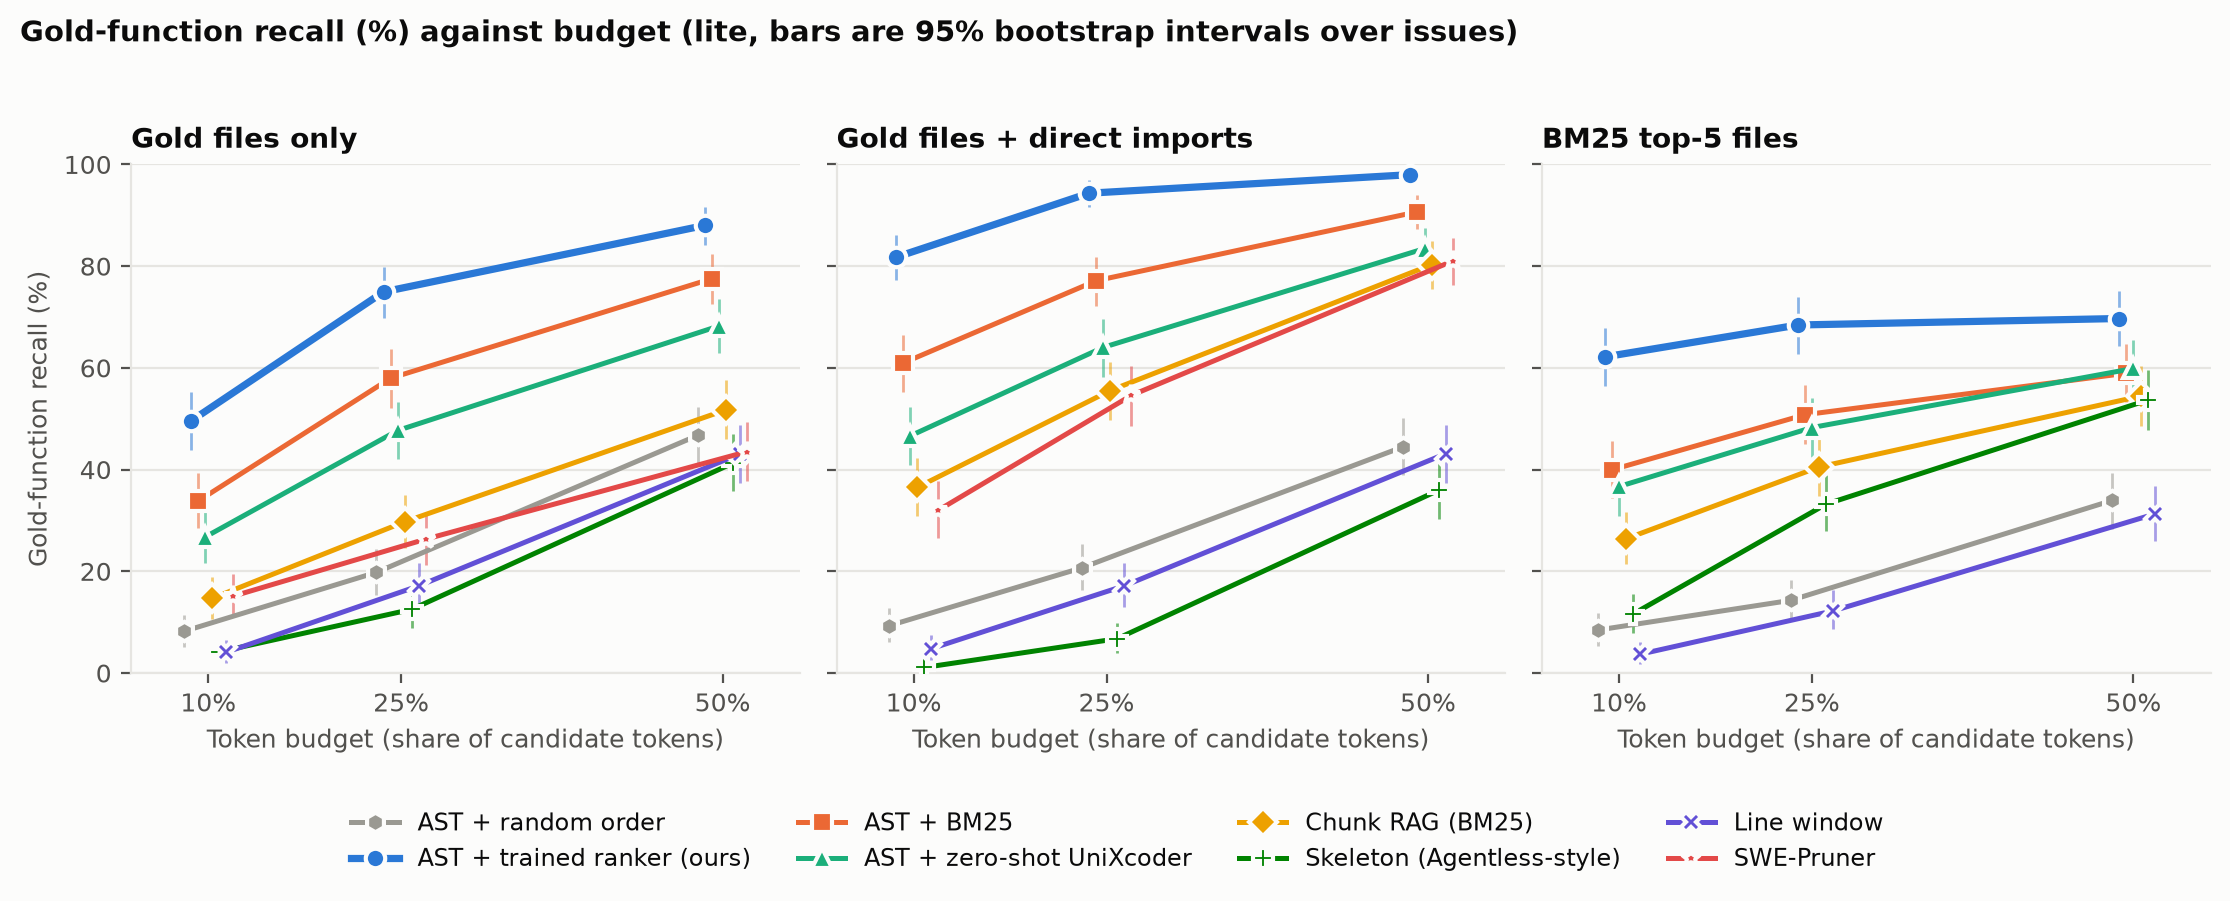 Gold-function recall (%) against budget (lite, bars are 95% bootstrap intervals over issues)
Gold files only
Gold files + direct imports
BM25 top-5 files
Gold-function recall (%)
100
80
60
40
20
0
10%
25%
50%
10%
25%
50%
10%
25%
50%
Token budget (share of candidate tokens)
Token budget (share of candidate tokens)
Token budget (share of candidate tokens)
AST + random order
AST + BM25
Chunk RAG (BM25)
Line window
AST + trained ranker (ours)
AST + zero-shot UniXcoder
Skeleton (Agentless-style)
SWE-Pruner